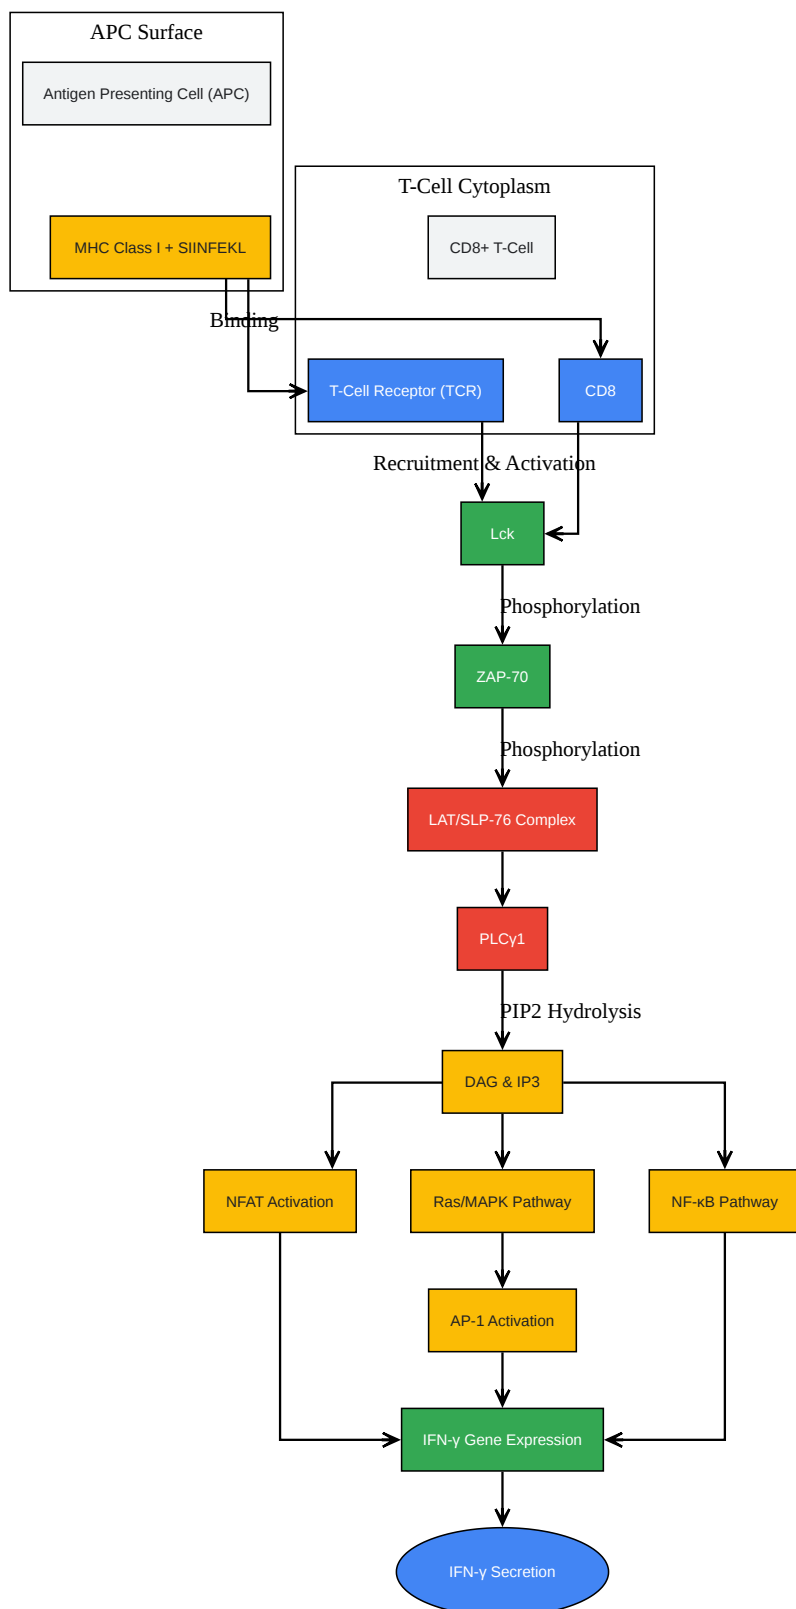 APC Surface
Antigen Presenting Cell (APC)
T-Cell Cytoplasm
MHC Class I + SIINFEKL
CD8+ T-Cell
Binding
T-Cell Receptor (TCR)
CD8
Recruitment & Activation
Lck
Phosphorylation
ZAP-70
Phosphorylation
LAT/SLP-76 Complex
PLCγ1
PIP2 Hydrolysis
DAG & IP3
NFAT Activation
Ras/MAPK Pathway
NF-κB Pathway
AP-1 Activation
IFN-γ Gene Expression
IFN-γ Secretion